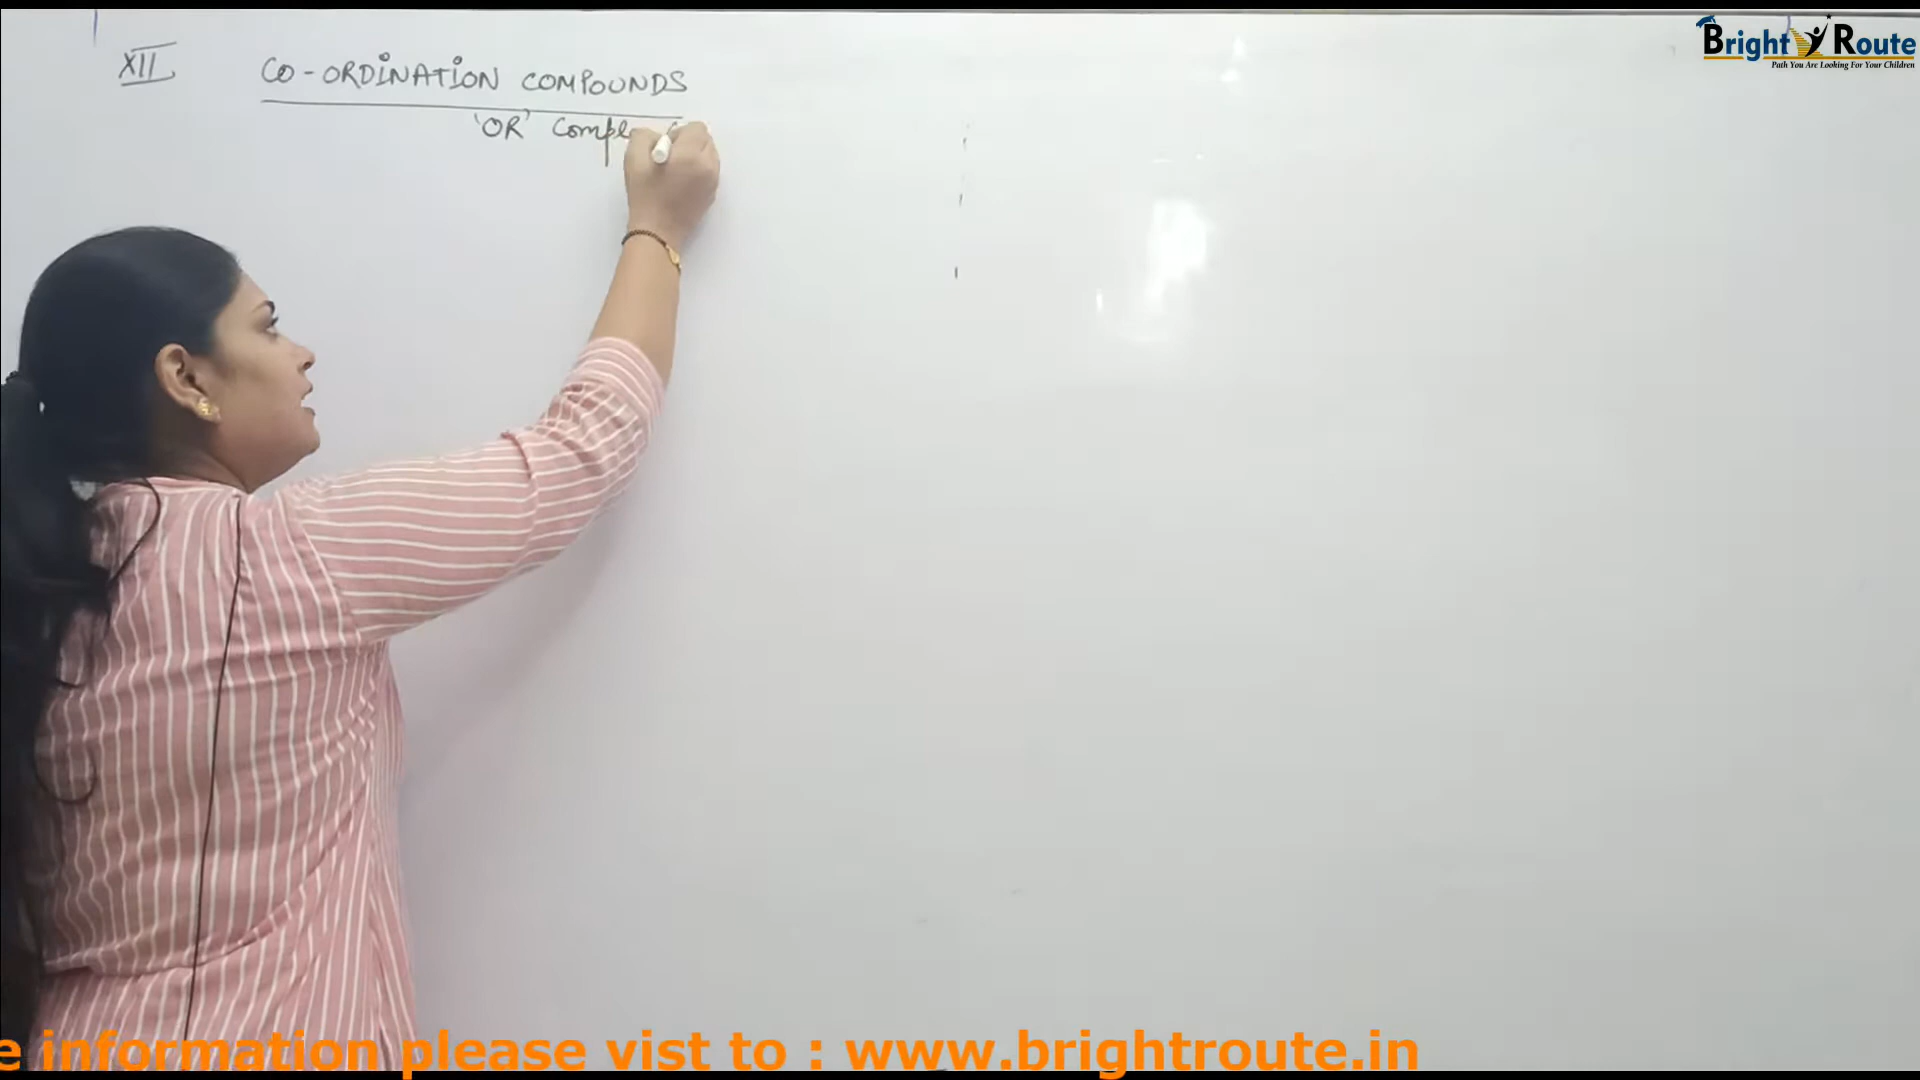 XII CO-ORDINATION COMPOUNDS
'OR' Comple
Bright Route
Path You Are Looking For Your Children
e information please vist to : www.brightroute.in